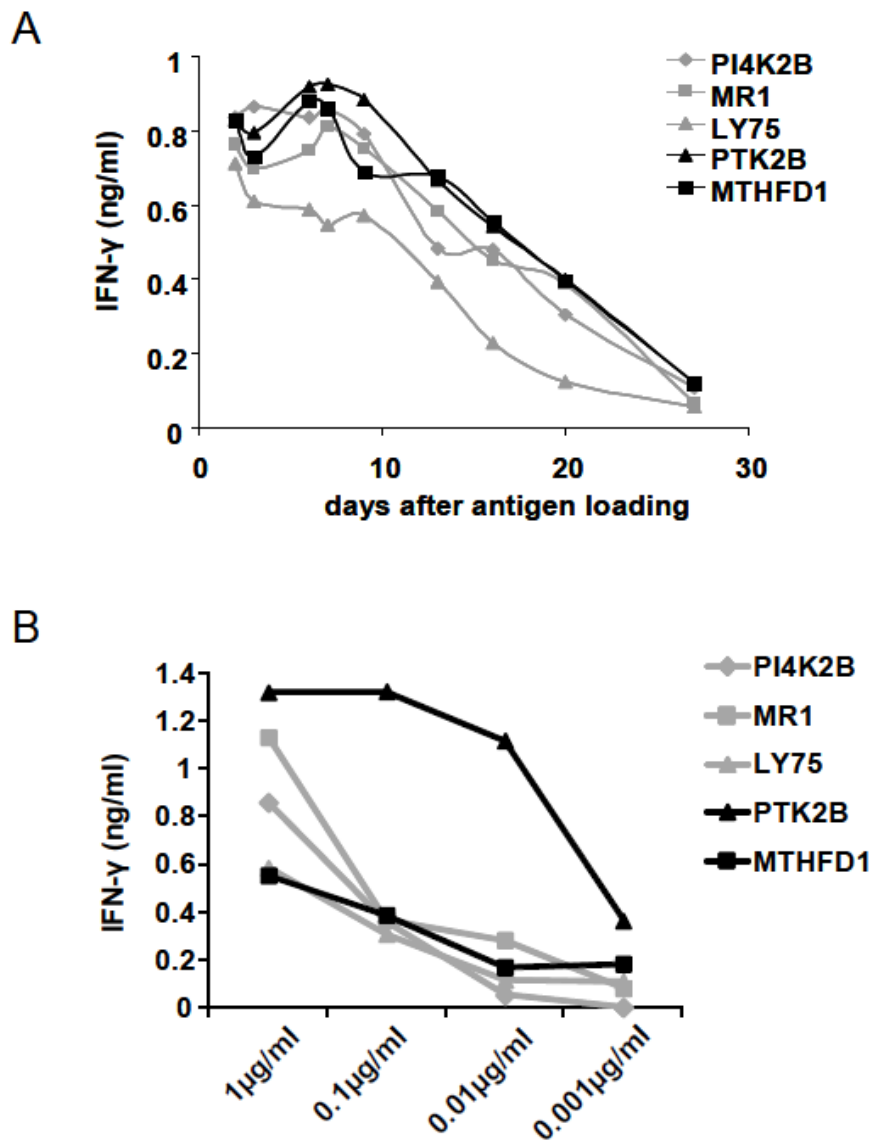 A
1
0.8
0.6
0.4
0.2
0
IFN-γ (ng/ml)
0 10 20 30
days after antigen loading
PI4K2B
MR1
LY75
PTK2B
MTHFD1
B
1.4
1.2
1
0.8
0.6
0.4
0.2
0
IFN-γ (ng/ml)
1µg/ml
0.1µg/ml
0.01µg/ml
0.001µg/ml
PI4K2B
MR1
LY75
PTK2B
MTHFD1